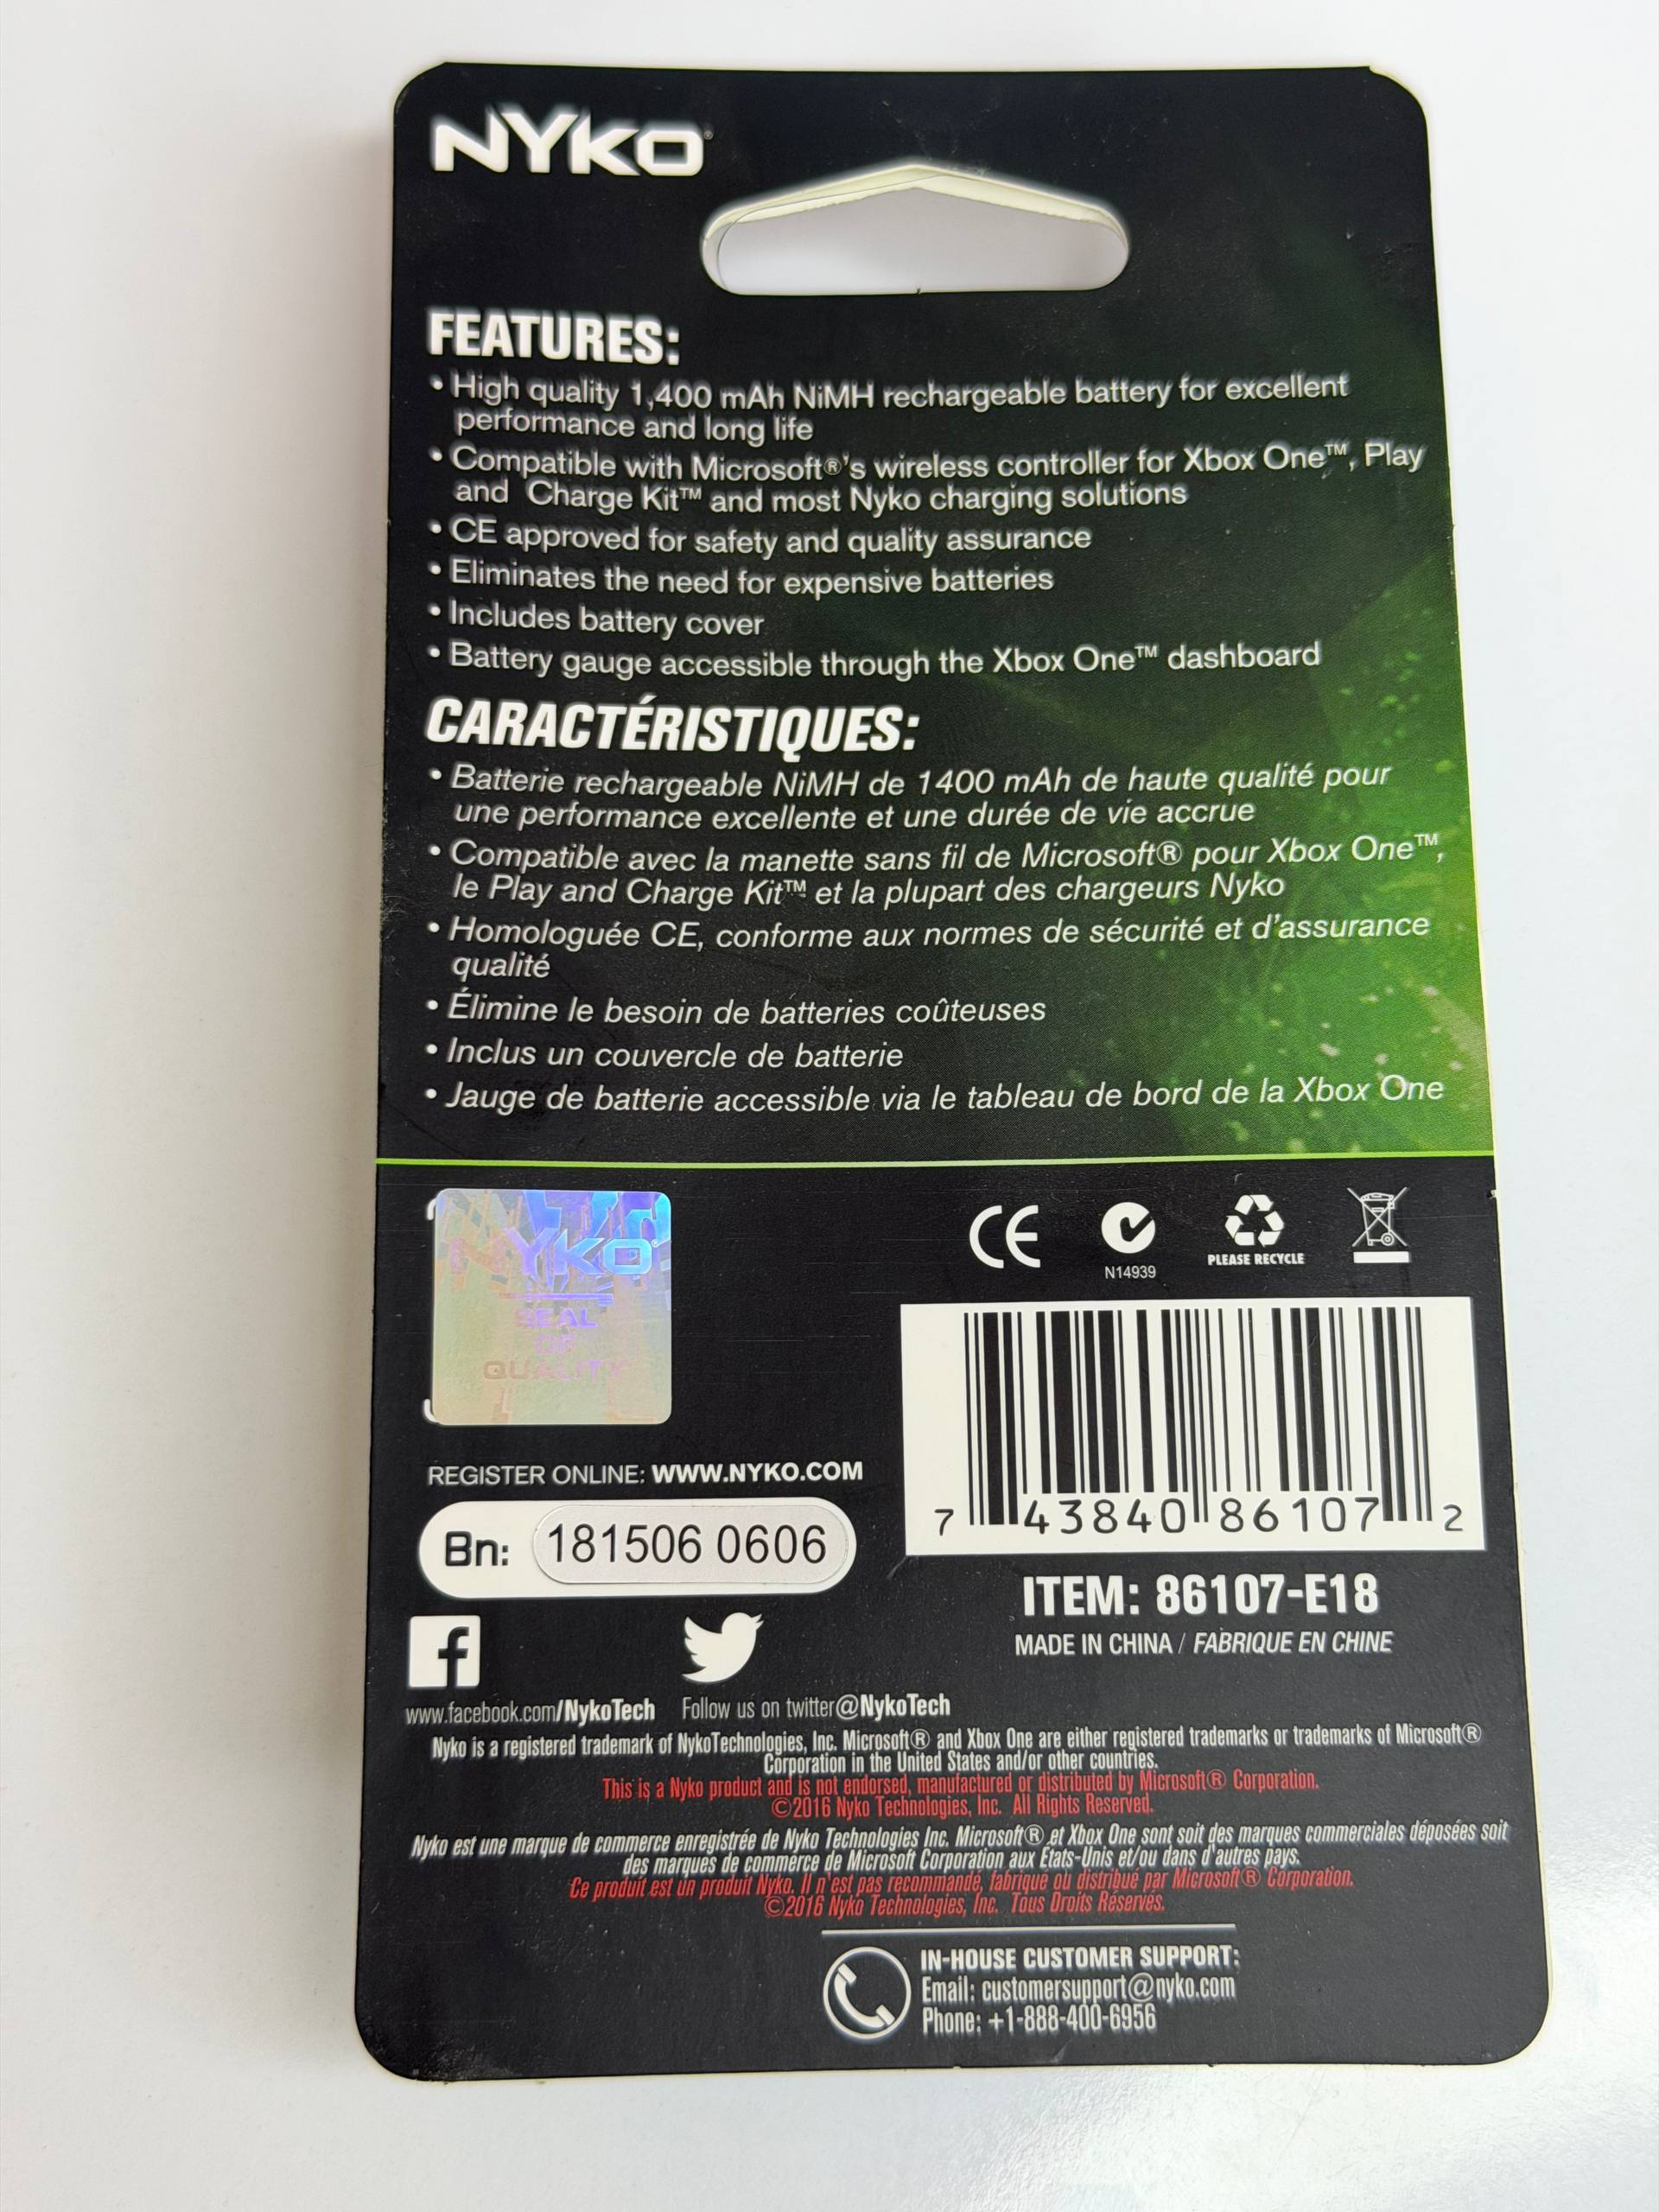 NYKO®
FEATURES:
• High quality 1,400 mAh NiMH rechargeable battery for excellent
performance and long life
• Compatible with Microsoft®'s wireless controller for Xbox One™, Play
and Charge Kit™ and most Nyko charging solutions
• CE approved for safety and quality assurance
• Eliminates the need for expensive batteries
• Includes battery cover
• Battery gauge accessible through the Xbox One™ dashboard
CARACTÉRISTIQUES:
• Batterie rechargeable NiMH de 1400 mAh de haute qualité pour
une performance excellente et une durée de vie accrue
• Compatible avec la manette sans fil de Microsoft® pour Xbox One™,
le Play and Charge Kit™ et la plupart des chargeurs Nyko
• Homologuée CE, conforme aux normes de sécurité et d'assurance
qualité
• Élimine le besoin de batteries coûteuses
• Inclus un couvercle de batterie
• Jauge de batterie accessible via le tableau de bord de la Xbox One
NYKO
SEAL
OF
QUALITY
CE
N14939
PLEASE RECYCLE
REGISTER ONLINE: WWW.NYKO.COM
Bn: 181506 0606
7 43840 86107 2
ITEM: 86107-E18
MADE IN CHINA / FABRIQUE EN CHINE
www.facebook.com/NykoTech Follow us on twitter@NykoTech
Nyko is a registered trademark of NykoTechnologies, Inc. Microsoft® and Xbox One are either registered trademarks or trademarks of Microsoft®
Corporation in the United States and/or other countries.
This is a Nyko product and is not endorsed, manufactured or distributed by Microsoft® Corporation.
©2016 Nyko Technologies, Inc. All Rights Reserved.
Nyko est une marque de commerce enregistrée de Nyko Technologies Inc. Microsoft® et Xbox One sont soit des marques commerciales déposées soit
des marques de commerce de Microsoft Corporation aux États-Unis et/ou dans d'autres pays.
Ce produit est un produit Nyko. Il n'est pas recommandé, fabriqué ou distribué par Microsoft® Corporation.
©2016 Nyko Technologies, Inc. Tous Droits Réservés.
IN-HOUSE CUSTOMER SUPPORT:
Email: customersupport@nyko.com
Phone: +1-888-400-6956